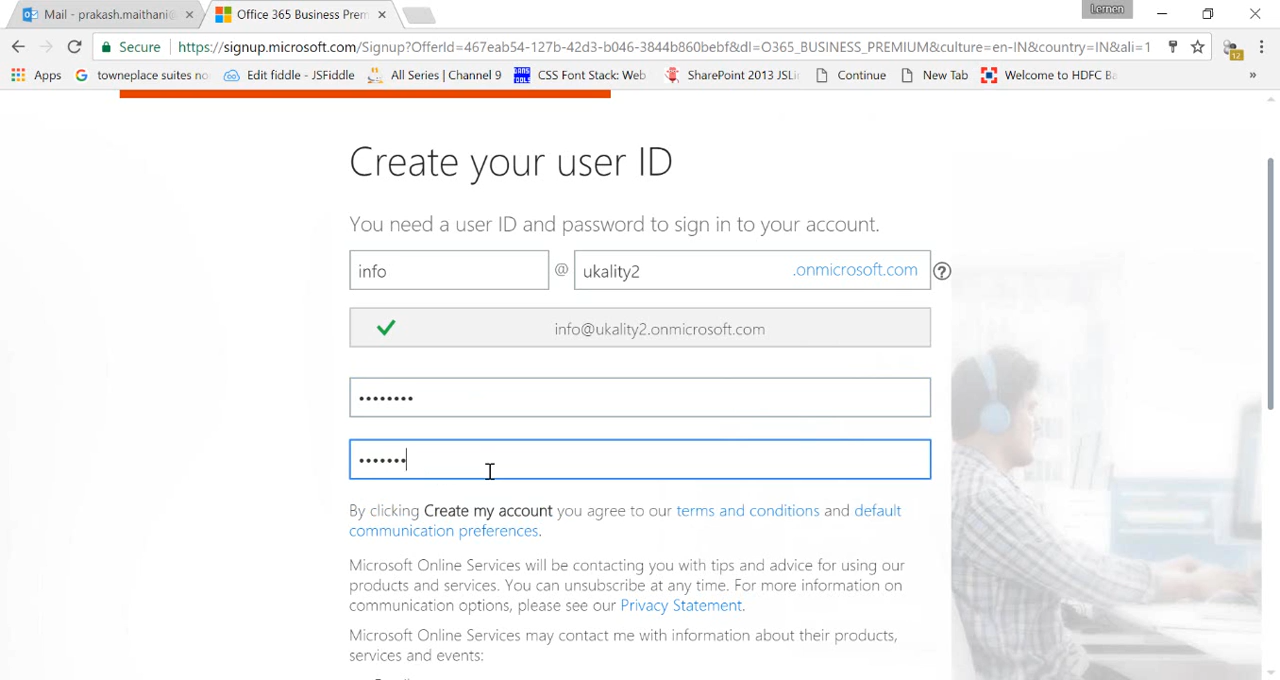 Mail - prakash.maithani@
Office 365 Business Prem
Lernen
Secure
https://signup.microsoft.com/Signup?OfferId=467eab54-127b-42d3-b046-3844b860bebf&dl=O365_BUSINESS_PREMIUM&culture=en-IN&country=IN&ali=1
12
Apps
towneplace suites no
Edit fiddle - JSFiddle
All Series | Channel 9
CSS Font Stack: Web
SharePoint 2013 JSLi
Continue
New Tab
Welcome to HDFC Ba
»
Create your user ID
You need a user ID and password to sign in to your account.
info @ ukality2 .onmicrosoft.com ?
info@ukality2.onmicrosoft.com
••••••••
•••••••
By clicking Create my account you agree to our terms and conditions and default
communication preferences.
Microsoft Online Services will be contacting you with tips and advice for using our
products and services. You can unsubscribe at any time. For more information on
communication options, please see our Privacy Statement.
Microsoft Online Services may contact me with information about their products,
services and events: